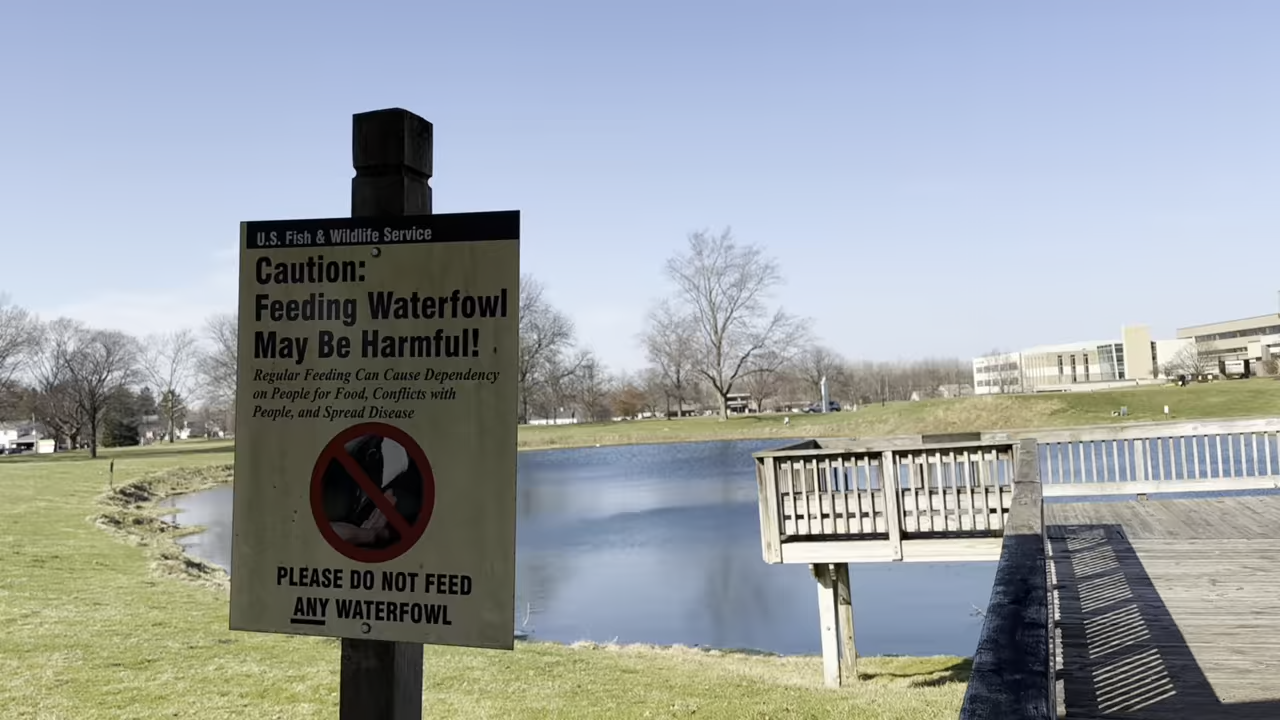 U.S. Fish & Wildlife Service
Caution:
Feeding Waterfowl
May Be Harmful!
Regular Feeding Can Cause Dependency
on People for Food, Conflicts with
People, and Spread Disease
PLEASE DO NOT FEED
ANY WATERFOWL